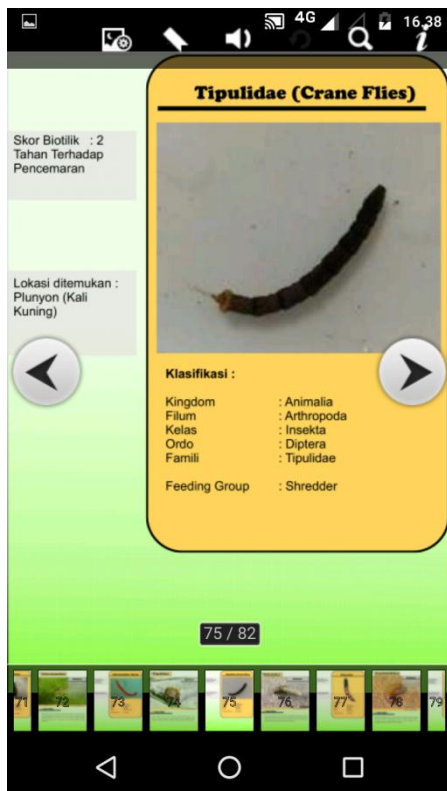 4G 16.38
Tipulidae (Crane Flies)
Skor Biotilik : 2
Tahan Terhadap
Pencemaran
Lokasi ditemukan :
Plunyon (Kali
Kuning)
Klasifikasi :
Kingdom : Animalia
Filum : Arthropoda
Kelas : Insekta
Ordo : Diptera
Famili : Tipulidae
Feeding Group : Shredder
75 / 82
71 72 73 74 75 76 77 78 79